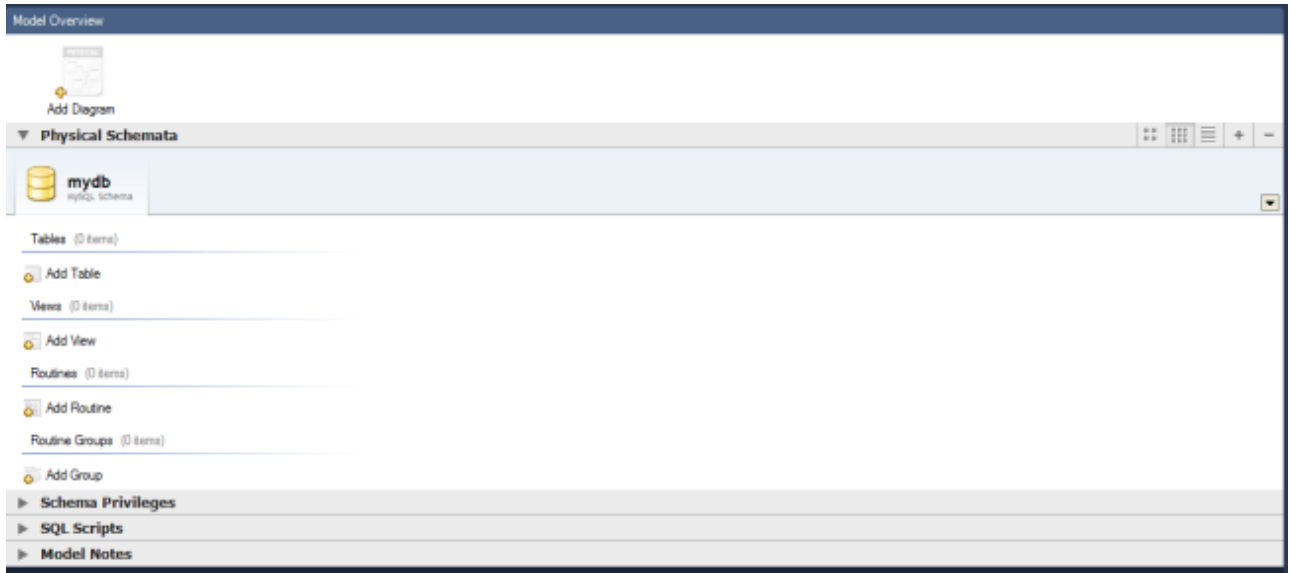 Model Overview
PHYSICAL
Add Diagram
Physical Schemata
mydb
MySQL Schema
Tables (0 items)
Add Table
Views (0 items)
Add View
Routines (0 items)
Add Routine
Routine Groups (0 items)
Add Group
Schema Privileges
SQL Scripts
Model Notes